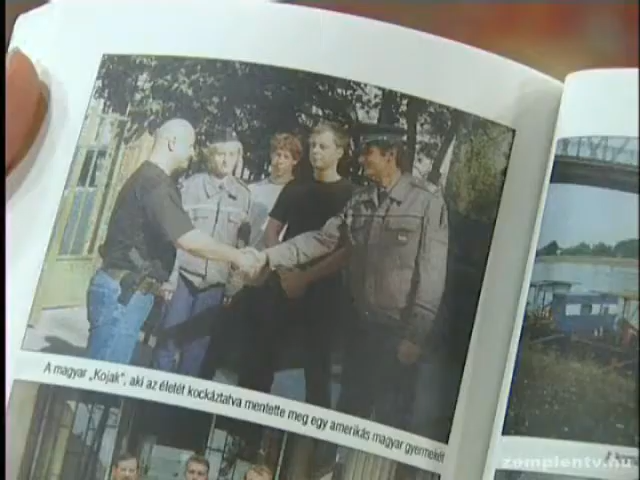 A magyar „Kojak", aki az életét kockáztatva mentette meg egy amerikás magyar gyermekét
zemplentv.hu